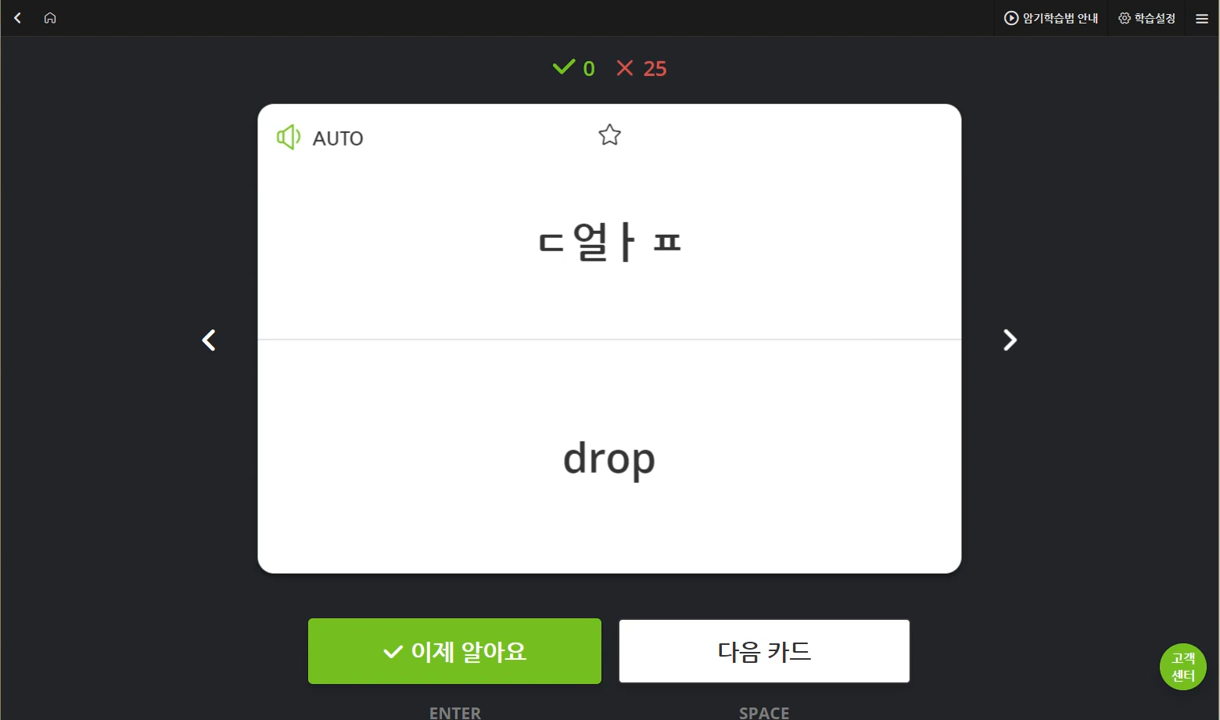 암기학습법 안내 학습설정
0 25
AUTO
ㄷ얼ㅏㅍ
drop
이제 알아요 다음 카드
고객
센터
ENTER SPACE